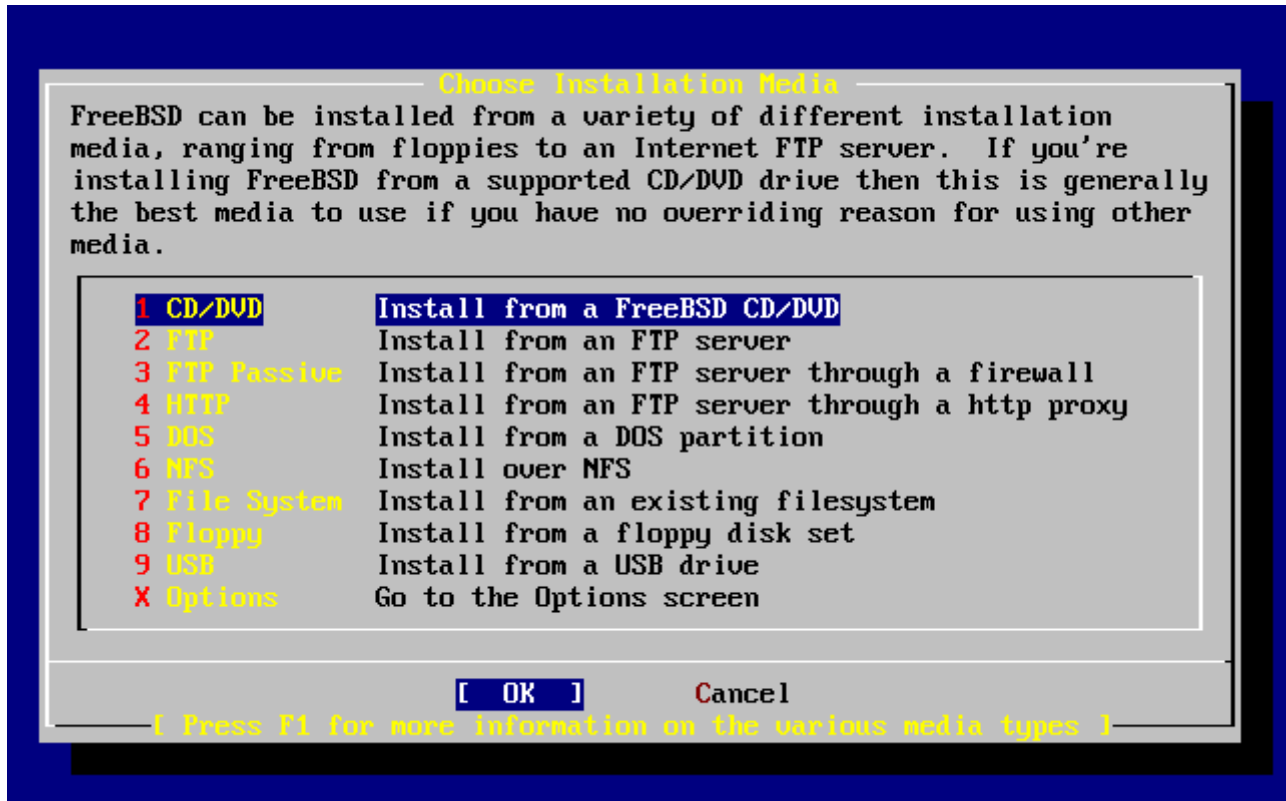 Choose Installation Media
FreeBSD can be installed from a variety of different installation
media, ranging from floppies to an Internet FTP server.  If you're
installing FreeBSD from a supported CD/DVD drive then this is generally
the best media to use if you have no overriding reason for using other
media.
1 CD/DVD Install from a FreeBSD CD/DVD
2 FTP Install from an FTP server
3 FTP Passive Install from an FTP server through a firewall
4 HTTP Install from an FTP server through a http proxy
5 DOS Install from a DOS partition
6 NFS Install over NFS
7 File System Install from an existing filesystem
8 Floppy Install from a floppy disk set
9 USB Install from a USB drive
X Options Go to the Options screen
[ OK ] Cancel
[ Press F1 for more information on the various media types ]